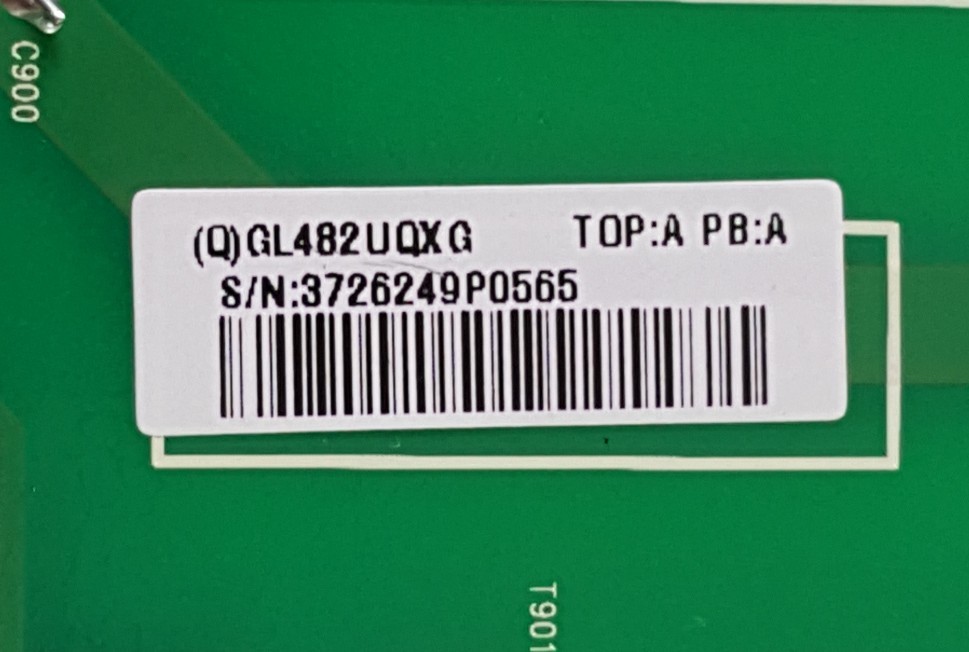 C900
(Q)GL482UQXG TOP:A PB:A
S/N:3726249P0565
T901